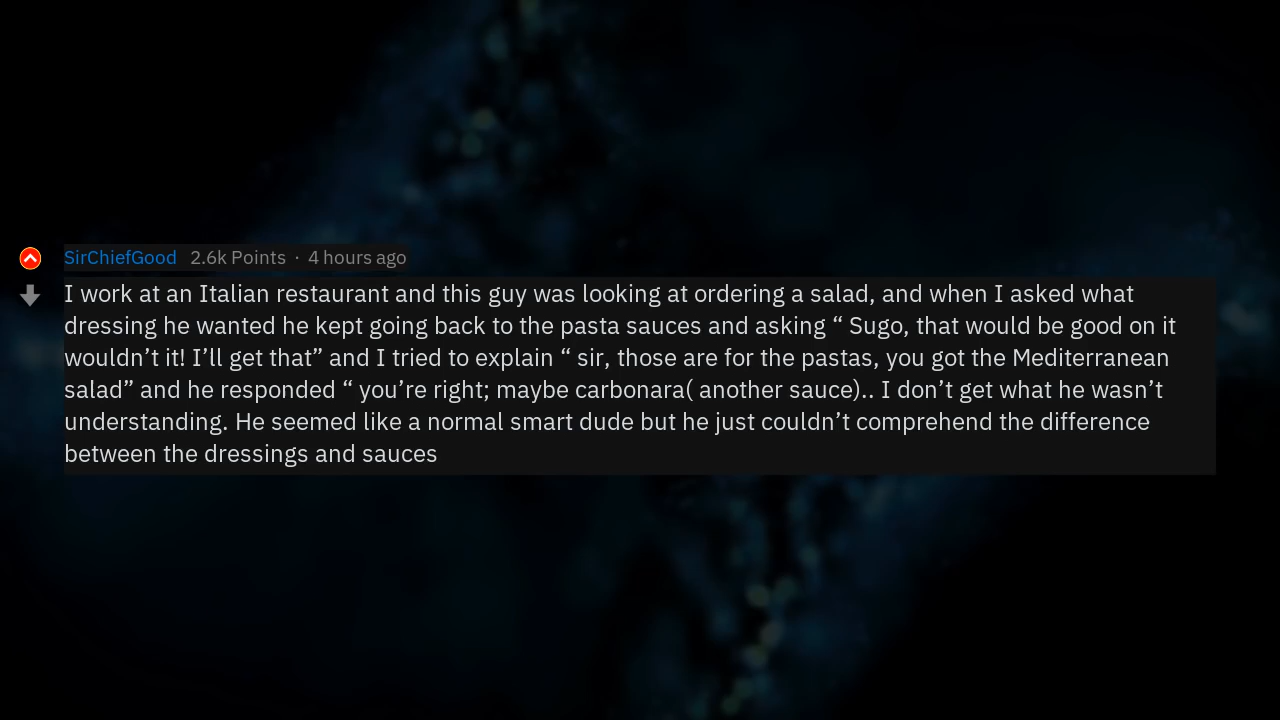 SirChiefGood 2.6k Points · 4 hours ago
I work at an Italian restaurant and this guy was looking at ordering a salad, and when I asked what
dressing he wanted he kept going back to the pasta sauces and asking “ Sugo, that would be good on it
wouldn’t it! I’ll get that” and I tried to explain “ sir, those are for the pastas, you got the Mediterranean
salad” and he responded “ you’re right; maybe carbonara( another sauce).. I don’t get what he wasn’t
understanding. He seemed like a normal smart dude but he just couldn’t comprehend the difference
between the dressings and sauces